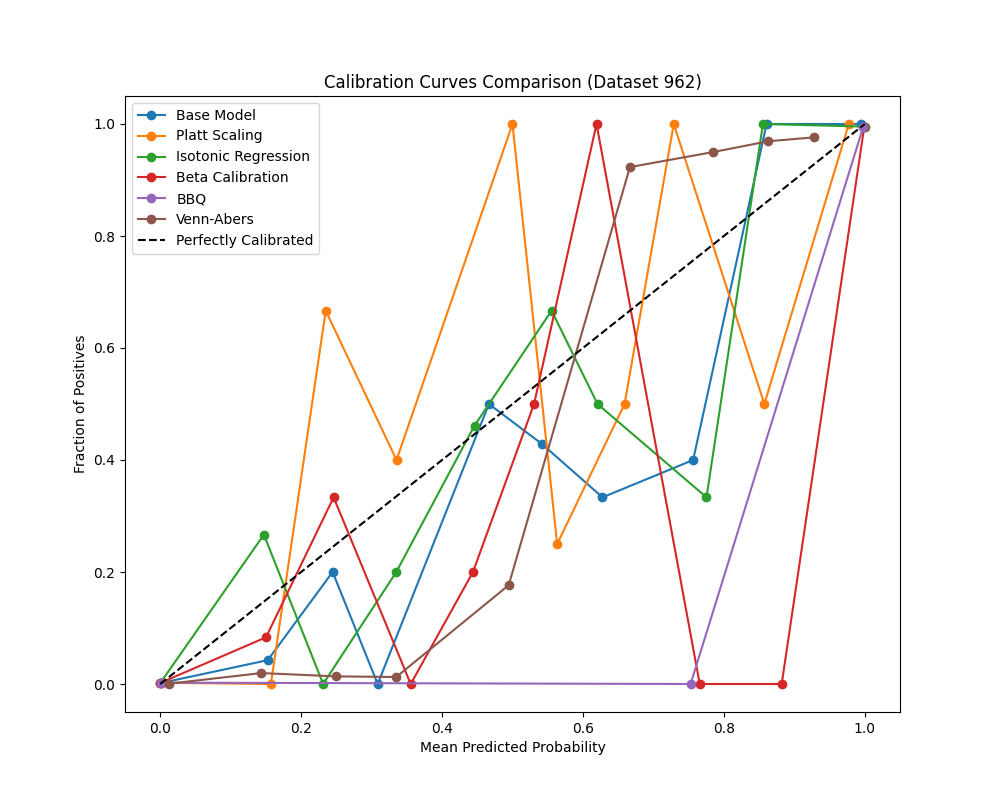 Calibration Curves Comparison (Dataset 962)
Base Model
Platt Scaling
Isotonic Regression
Beta Calibration
BBQ
Venn-Abers
Perfectly Calibrated
Fraction of Positives
1.0
0.8
0.6
0.4
0.2
0.0
0.0 0.2 0.4 0.6 0.8 1.0
Mean Predicted Probability